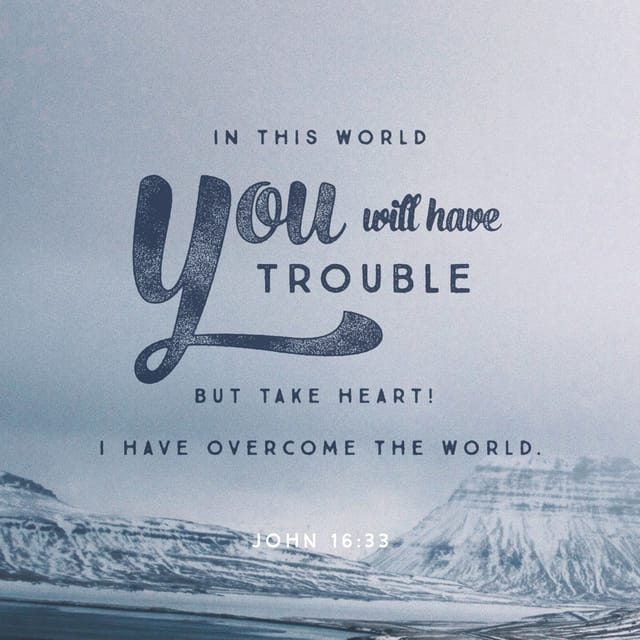 IN THIS WORLD
You will have
TROUBLE
BUT TAKE HEART!
I HAVE OVERCOME THE WORLD.
JOHN 16:33